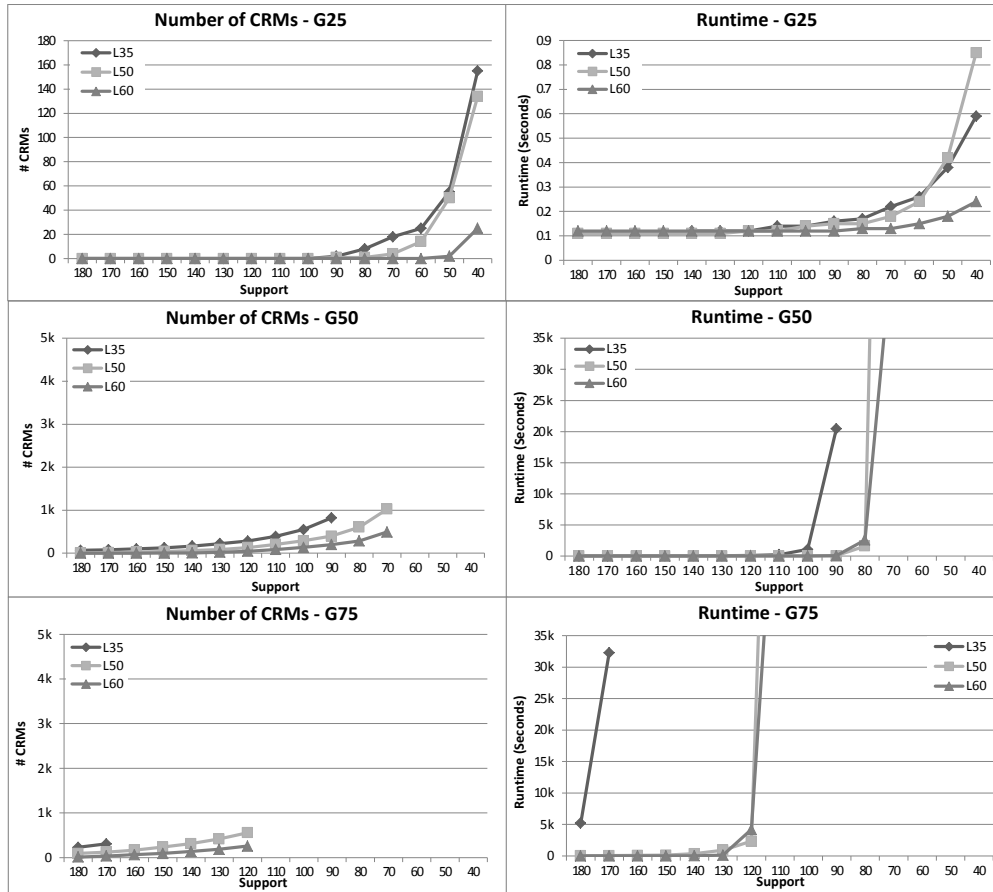 Number of CRMs - G25
180
160
140
120
100
80
60
40
20
0
# CRMs
L35
L50
L60
180 170 160 150 140 130 120 110 100 90 80 70 60 50 40
Support
Runtime - G25
0.9
0.8
0.7
0.6
0.5
0.4
0.3
0.2
0.1
0
Runtime (Seconds)
L35
L50
L60
180 170 160 150 140 130 120 110 100 90 80 70 60 50 40
Support
Number of CRMs - G50
5k
4k
3k
2k
1k
0
# CRMs
L35
L50
L60
180 170 160 150 140 130 120 110 100 90 80 70 60 50 40
Support
Runtime - G50
35k
30k
25k
20k
15k
10k
5k
0
Runtime (Seconds)
L35
L50
L60
180 170 160 150 140 130 120 110 100 90 80 70 60 50 40
Support
Number of CRMs - G75
5k
4k
3k
2k
1k
0
# CRMs
L35
L50
L60
180 170 160 150 140 130 120 110 100 90 80 70 60 50 40
Support
Runtime - G75
35k
30k
25k
20k
15k
10k
5k
0
Runtime (Seconds)
L35
L50
L60
180 170 160 150 140 130 120 110 100 90 80 70 60 50 40
Support